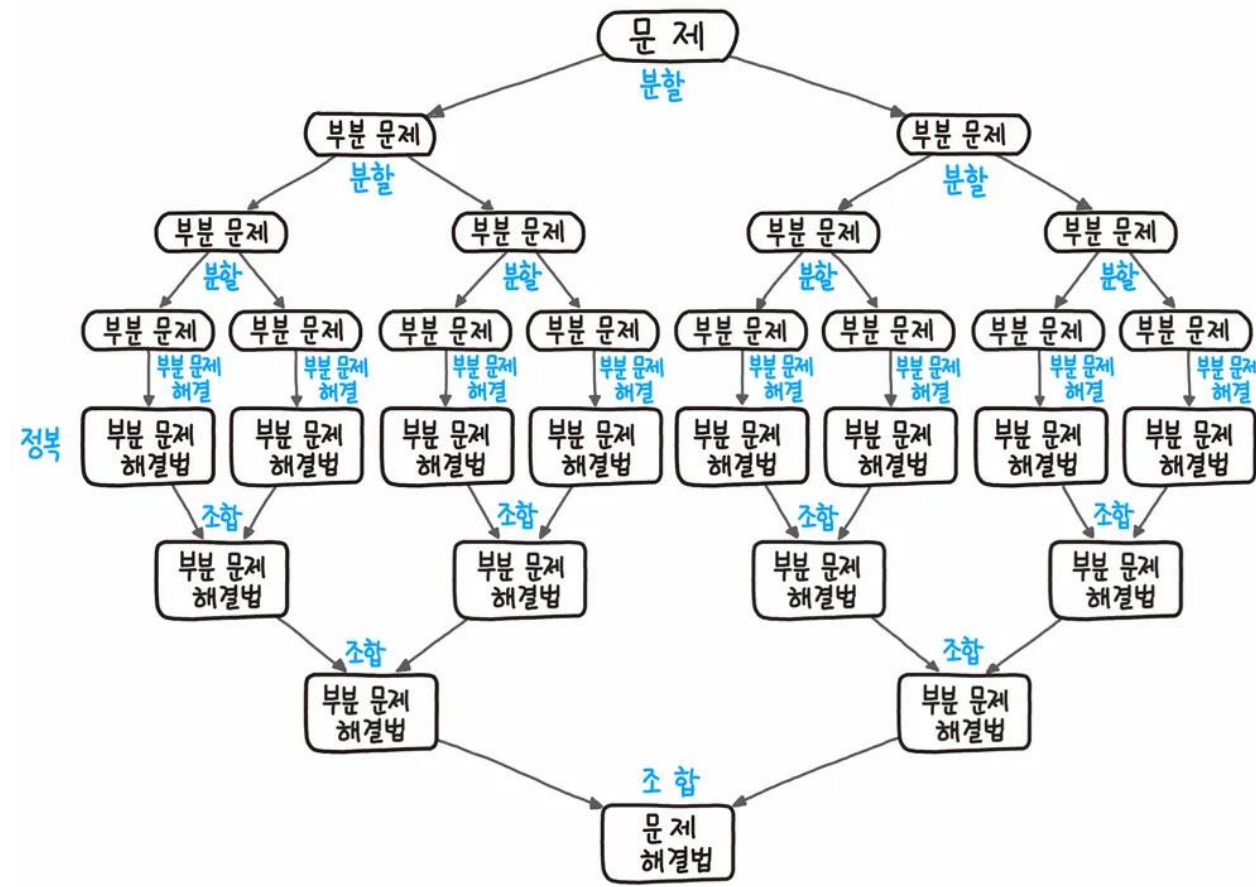 문 제
분할
부분 문제
부분 문제
분할
분할
부분 문제
부분 문제
부분 문제
부분 문제
분할
분할
분할
분할
부분 문제
부분 문제
부분 문제
부분 문제
부분 문제
부분 문제
부분 문제
부분 문제
부분 문제
해결
부분 문제
해결
부분 문제
해결
부분 문제
해결
부분 문제
해결
부분 문제
해결
부분 문제
해결
부분 문제
해결
정복
부분 문제
해결법
부분 문제
해결법
부분 문제
해결법
부분 문제
해결법
부분 문제
해결법
부분 문제
해결법
부분 문제
해결법
부분 문제
해결법
조합
조합
조합
조합
부분 문제
해결법
부분 문제
해결법
부분 문제
해결법
부분 문제
해결법
조합
조합
부분 문제
해결법
부분 문제
해결법
조 합
문 제
해결법